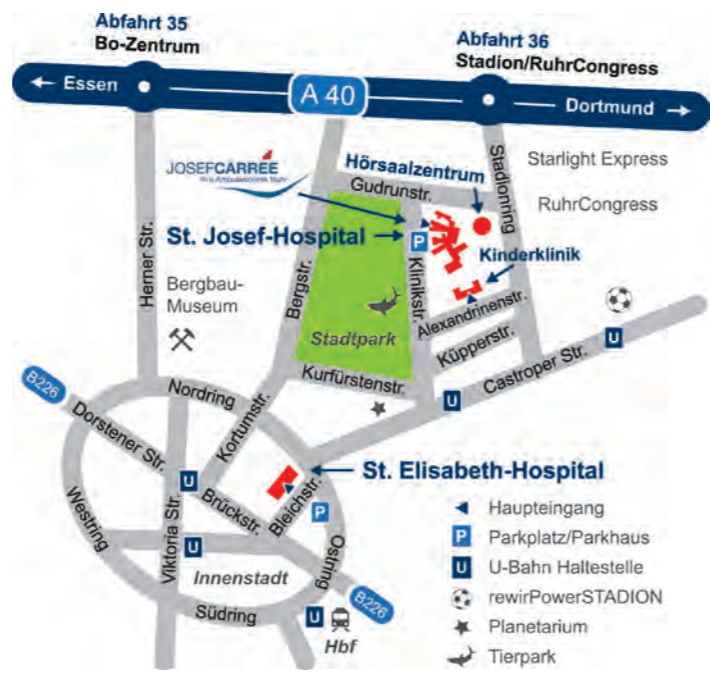 Abfahrt 35
Bo-Zentrum
Abfahrt 36
Stadion/RuhrCongress
Essen
A 40
Dortmund
JOSEFCARRÉE
Hörsaalzentrum
Gudrunstr.
Stadionring
Starlight Express
RuhrCongress
St. Josef-Hospital
P
Kinderklinik
Herner Str.
Bergbau-
Museum
Bergstr.
Klinikstr.
Stadtpark
Alexandrinenstr.
Küpperstr.
Castroper Str.
U
Kurfürstenstr.
U
B226
Nordring
Kortumstr.
Dorstener Str.
St. Elisabeth-Hospital
U
Brückstr.
Bleichstr.
P
Westring
Viktoria Str.
U
Innenstadt
Ostring
B226
Südring
U
Hbf
Haupteingang
P Parkplatz/Parkhaus
U U-Bahn Haltestelle
rewirPowerSTADION
Planetarium
Tierpark